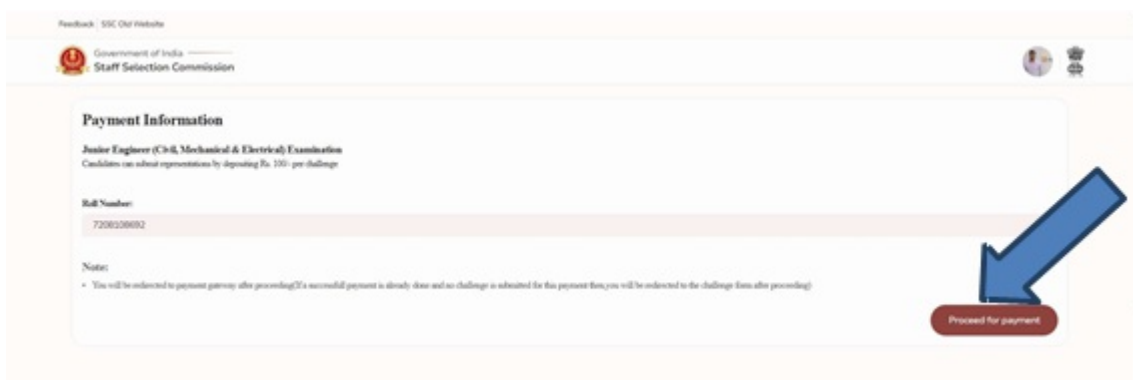 Feedback | SSC Old Website
Government of India
Staff Selection Commission
Payment Information
Junior Engineer (Civil, Mechanical & Electrical) Examination
Candidates can submit representations by depositing Rs. 100/- per challenge
Roll Number:
7208108692
Note:
• You will be redirected to payment gateway after proceeding(If a successful payment is already done and no challenge is submitted for this payment then,you will be redirected to the challenge form after proceeding)
Proceed for payment